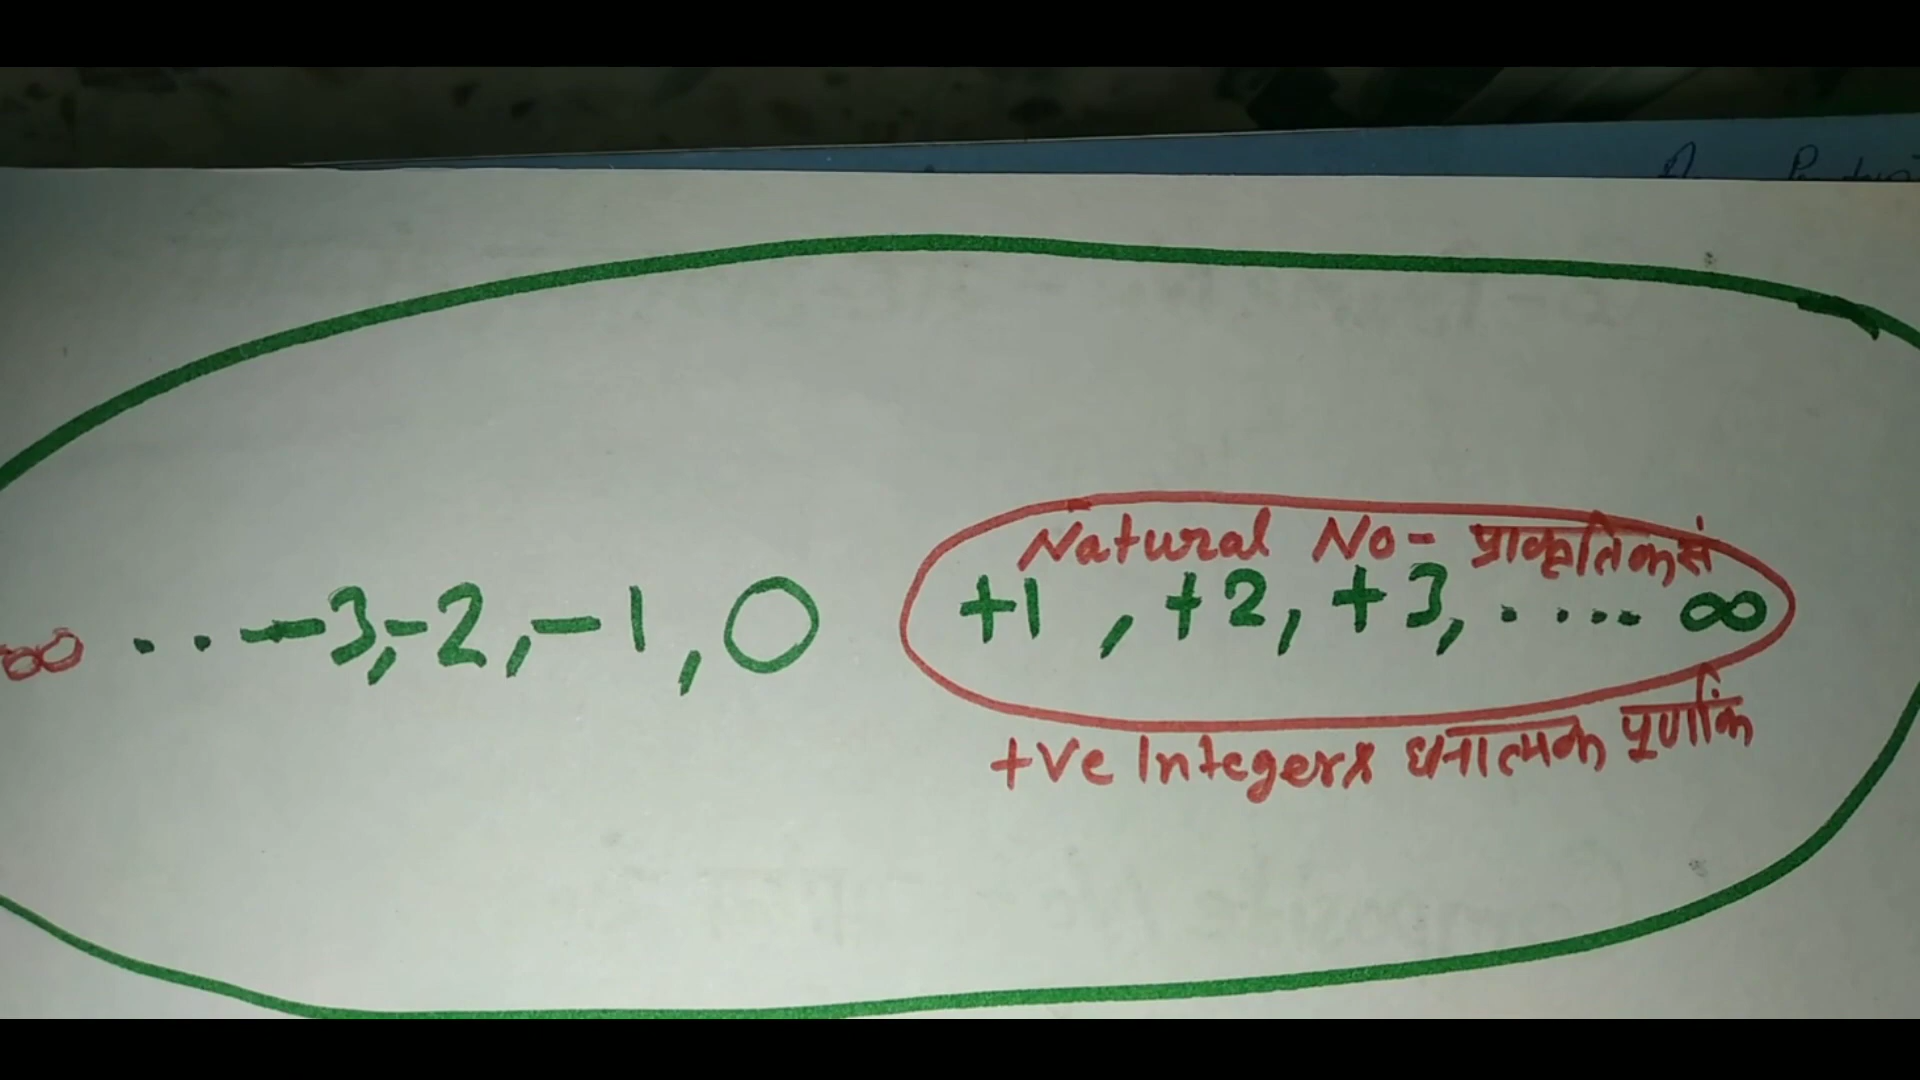 Natural No- प्राकृतिक सं
∞ . . -3, -2, -1, 0 +1, +2, +3, ..... ∞
+Ve Integers धनात्मक पूर्णांक